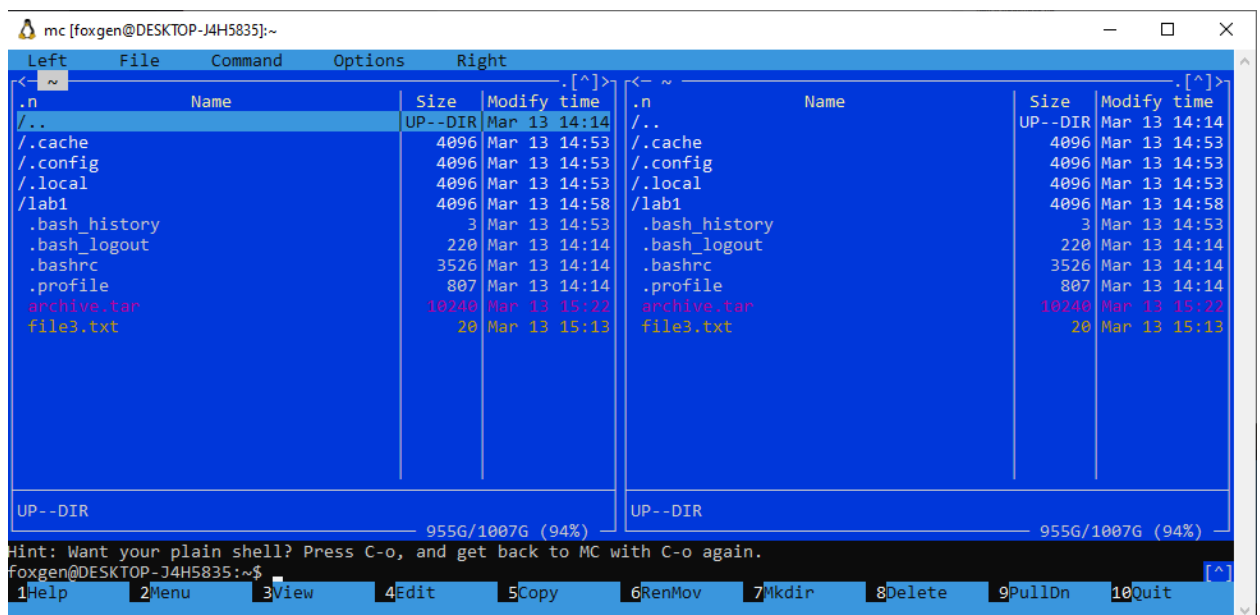 mc [foxgen@DESKTOP-J4H5835]:~
Left File Command Options Right
<─ ~ ─.[^]> <─ ~ ─.[^]>
.n Name Size Modify time .n Name Size Modify time
/.. UP--DIR Mar 13 14:14 /.. UP--DIR Mar 13 14:14
/.cache 4096 Mar 13 14:53 /.cache 4096 Mar 13 14:53
/.config 4096 Mar 13 14:53 /.config 4096 Mar 13 14:53
/.local 4096 Mar 13 14:53 /.local 4096 Mar 13 14:53
/lab1 4096 Mar 13 14:58 /lab1 4096 Mar 13 14:58
.bash_history 3 Mar 13 14:53 .bash_history 3 Mar 13 14:53
.bash_logout 220 Mar 13 14:14 .bash_logout 220 Mar 13 14:14
.bashrc 3526 Mar 13 14:14 .bashrc 3526 Mar 13 14:14
.profile 807 Mar 13 14:14 .profile 807 Mar 13 14:14
archive.tar 10240 Mar 13 15:22 archive.tar 10240 Mar 13 15:22
file3.txt 20 Mar 13 15:13 file3.txt 20 Mar 13 15:13
UP--DIR UP--DIR
955G/1007G (94%) 955G/1007G (94%)
Hint: Want your plain shell? Press C-o, and get back to MC with C-o again.
foxgen@DESKTOP-J4H5835:~$ [^]
1Help 2Menu 3View 4Edit 5Copy 6RenMov 7Mkdir 8Delete 9PullDn 10Quit